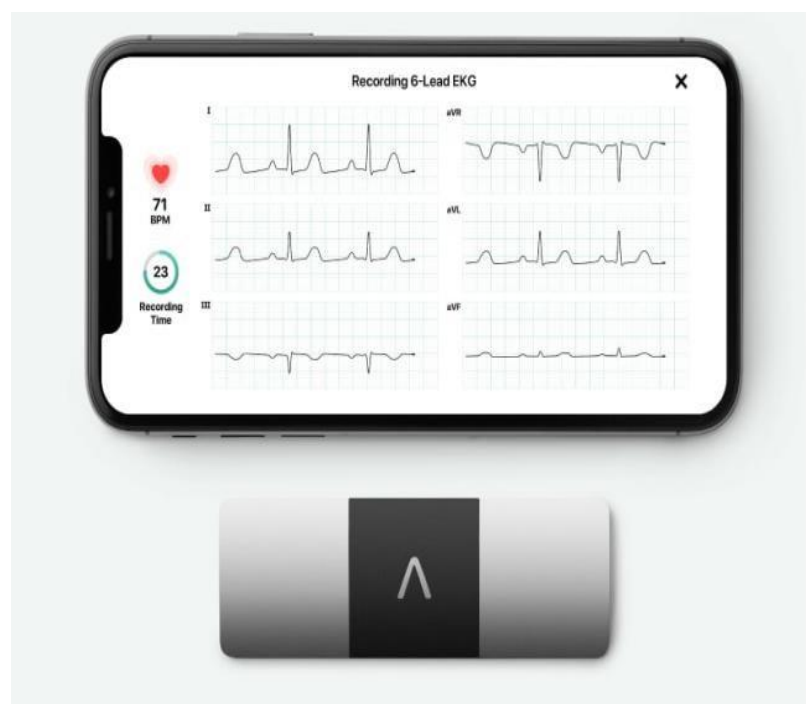 Recording 6-Lead EKG
X
I
aVR
71
BPM
II
aVL
23
Recording
Time
III
aVF